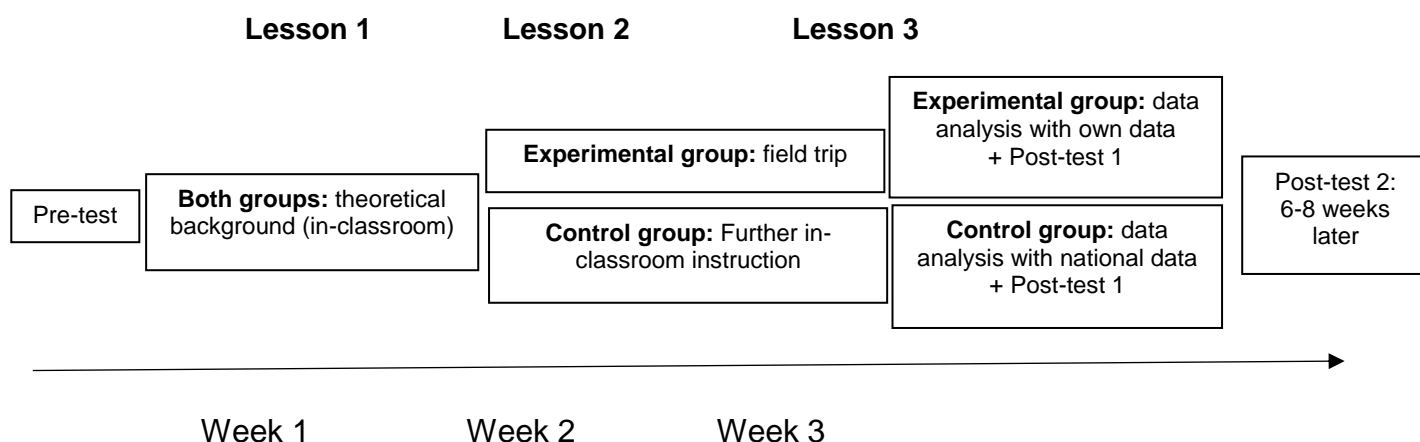 Lesson 1
Lesson 2
Lesson 3
Pre-test
Both groups: theoretical
background (in-classroom)
Experimental group: field trip
Control group: Further in-
classroom instruction
Experimental group: data
analysis with own data
+ Post-test 1
Control group: data
analysis with national data
+ Post-test 1
Post-test 2:
6-8 weeks
later
Week 1
Week 2
Week 3